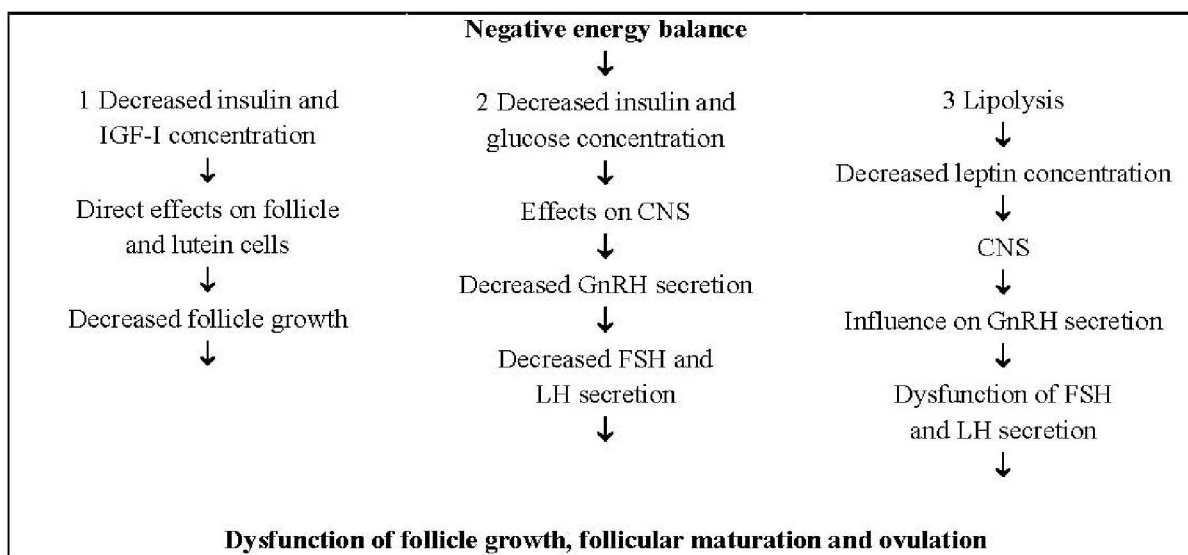 Negative energy balance
↓
1 Decreased insulin and
IGF-I concentration
↓
Direct effects on follicle
and lutein cells
↓
Decreased follicle growth
↓
2 Decreased insulin and
glucose concentration
↓
Effects on CNS
↓
Decreased GnRH secretion
↓
Decreased FSH and
LH secretion
↓
3 Lipolysis
↓
Decreased leptin concentration
↓
CNS
↓
Influence on GnRH secretion
↓
Dysfunction of FSH
and LH secretion
↓
Dysfunction of follicle growth, follicular maturation and ovulation